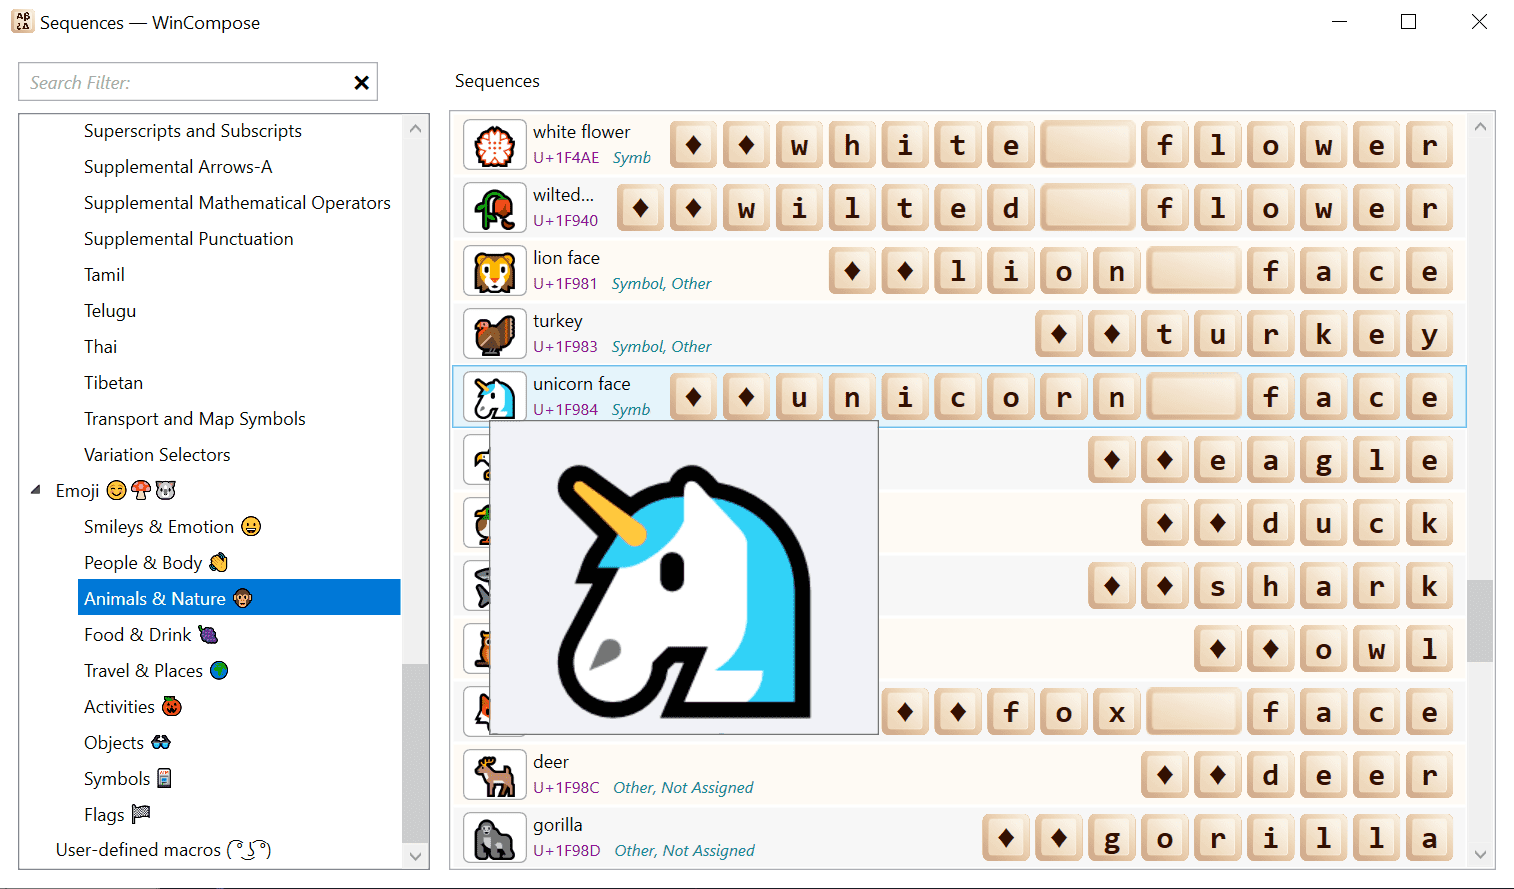 Sequences — WinCompose
Search Filter:
Superscripts and Subscripts
Supplemental Arrows-A
Supplemental Mathematical Operators
Supplemental Punctuation
Tamil
Telugu
Thai
Tibetan
Transport and Map Symbols
Variation Selectors
Emoji 😊🍄🐨
Smileys & Emotion 😀
People & Body 👏
Animals & Nature 🐵
Food & Drink 🍇
Travel & Places 🌍
Activities 🎃
Objects 👓
Symbols 🏧
Flags 🏁
User-defined macros ( ͡° ͜ʖ ͡°)
Sequences
white flower
U+1F4AE Symb
♦ ♦ w h i t e f l o w e r
wilted...
U+1F940
♦ ♦ w i l t e d f l o w e r
lion face
U+1F981 Symbol, Other
♦ ♦ l i o n f a c e
turkey
U+1F983 Symbol, Other
♦ ♦ t u r k e y
unicorn face
U+1F984 Symb
♦ ♦ u n i c o r n f a c e
♦ ♦ e a g l e
♦ ♦ d u c k
♦ ♦ s h a r k
♦ ♦ o w l
♦ ♦ f o x f a c e
deer
U+1F98C Other, Not Assigned
♦ ♦ d e e r
gorilla
U+1F98D Other, Not Assigned
♦ ♦ g o r i l l a